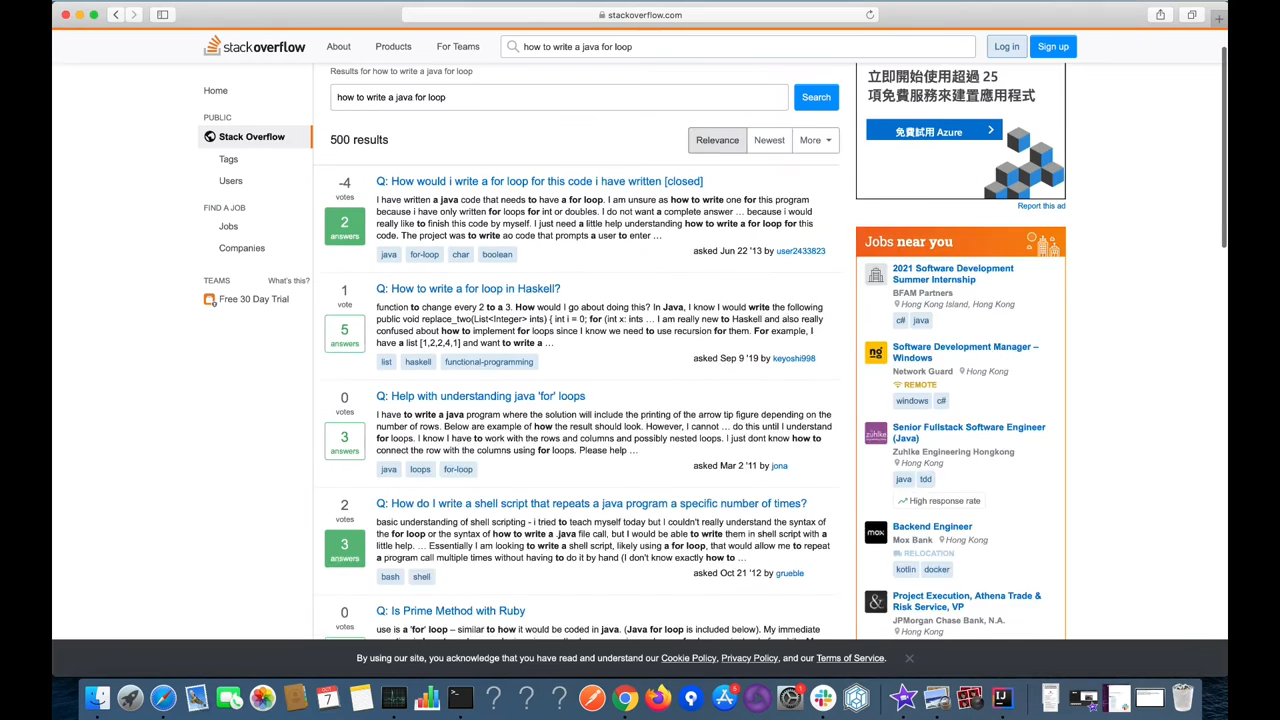 stackoverflow.com
stackoverflow
About
Products
For Teams
how to write a java for loop
Log in
Sign up
Home
PUBLIC
Stack Overflow
Tags
Users
FIND A JOB
Jobs
Companies
TEAMS
What's this?
Free 30 Day Trial
Results for how to write a java for loop
how to write a java for loop
Search
500 results
Relevance
Newest
More
-4
votes
2
answers
Q: How would i write a for loop for this code i have written [closed]
I have written a java code that needs to have a for loop. I am unsure as how to write one for this program
because i have only written for loops for int or doubles. I do not want a complete answer … because i would
really like to finish this code by myself. I just need a little help understanding how to write a for loop for this
code. The project was to write ao code that prompts a user to enter …
java
for-loop
char
boolean
asked Jun 22 '13 by user2433823
1
vote
5
answers
Q: How to write a for loop in Haskell?
function to change every 2 to a 3. How would I go about doing this? In Java, I know I would write the following
public void replace_two(List<Integer> ints) { int i = 0; for (int x: ints … I am really new to Haskell and also really
confused about how to implement for loops since I know we need to use recursion for them. For example, I
have a list [1,2,2,4,1] and want to write a …
list
haskell
functional-programming
asked Sep 9 '19 by keyoshi998
0
votes
3
answers
Q: Help with understanding java 'for' loops
I have to write a java program where the solution will include the printing of the arrow tip figure depending on the
number of rows. Below are example of how the result should look. However, I cannot … do this until I understand
for loops. I know I have to work with the rows and columns and possibly nested loops. I just dont know how to
connect the row with the columns using for loops. Please help …
java
loops
for-loop
asked Mar 2 '11 by jona
2
votes
3
answers
Q: How do I write a shell script that repeats a java program a specific number of times?
basic understanding of shell scripting - i tried to teach myself today but I couldn't really understand the syntax of
the for loop or the syntax of how to write a .java file call, but I would be able to write them in shell script with a
little help. … Essentially I am looking to write a shell script, likely using a for loop, that would allow me to repeat
a program call multiple times without having to do it by hand (I don't know exactly how to …
bash
shell
asked Oct 21 '12 by grueble
0
votes
Q: Is Prime Method with Ruby
use is a 'for' loop – similar to how it would be coded in java. (Java for loop is included below). My immediate
立即開始使用超過 25
項免費服務來建置應用程式
免費試用 Azure
Report this ad
Jobs near you
2021 Software Development
Summer Internship
BFAM Partners
Hong Kong Island, Hong Kong
c#
java
Software Development Manager –
Windows
Network Guard
Hong Kong
REMOTE
windows
c#
Senior Fullstack Software Engineer
(Java)
Zuhlke Engineering Hongkong
Hong Kong
java
tdd
High response rate
Backend Engineer
Mox Bank
Hong Kong
RELOCATION
kotlin
docker
Project Execution, Athena Trade &
Risk Service, VP
JPMorgan Chase Bank, N.A.
Hong Kong
By using our site, you acknowledge that you have read and understand our Cookie Policy, Privacy Policy, and our Terms of Service.